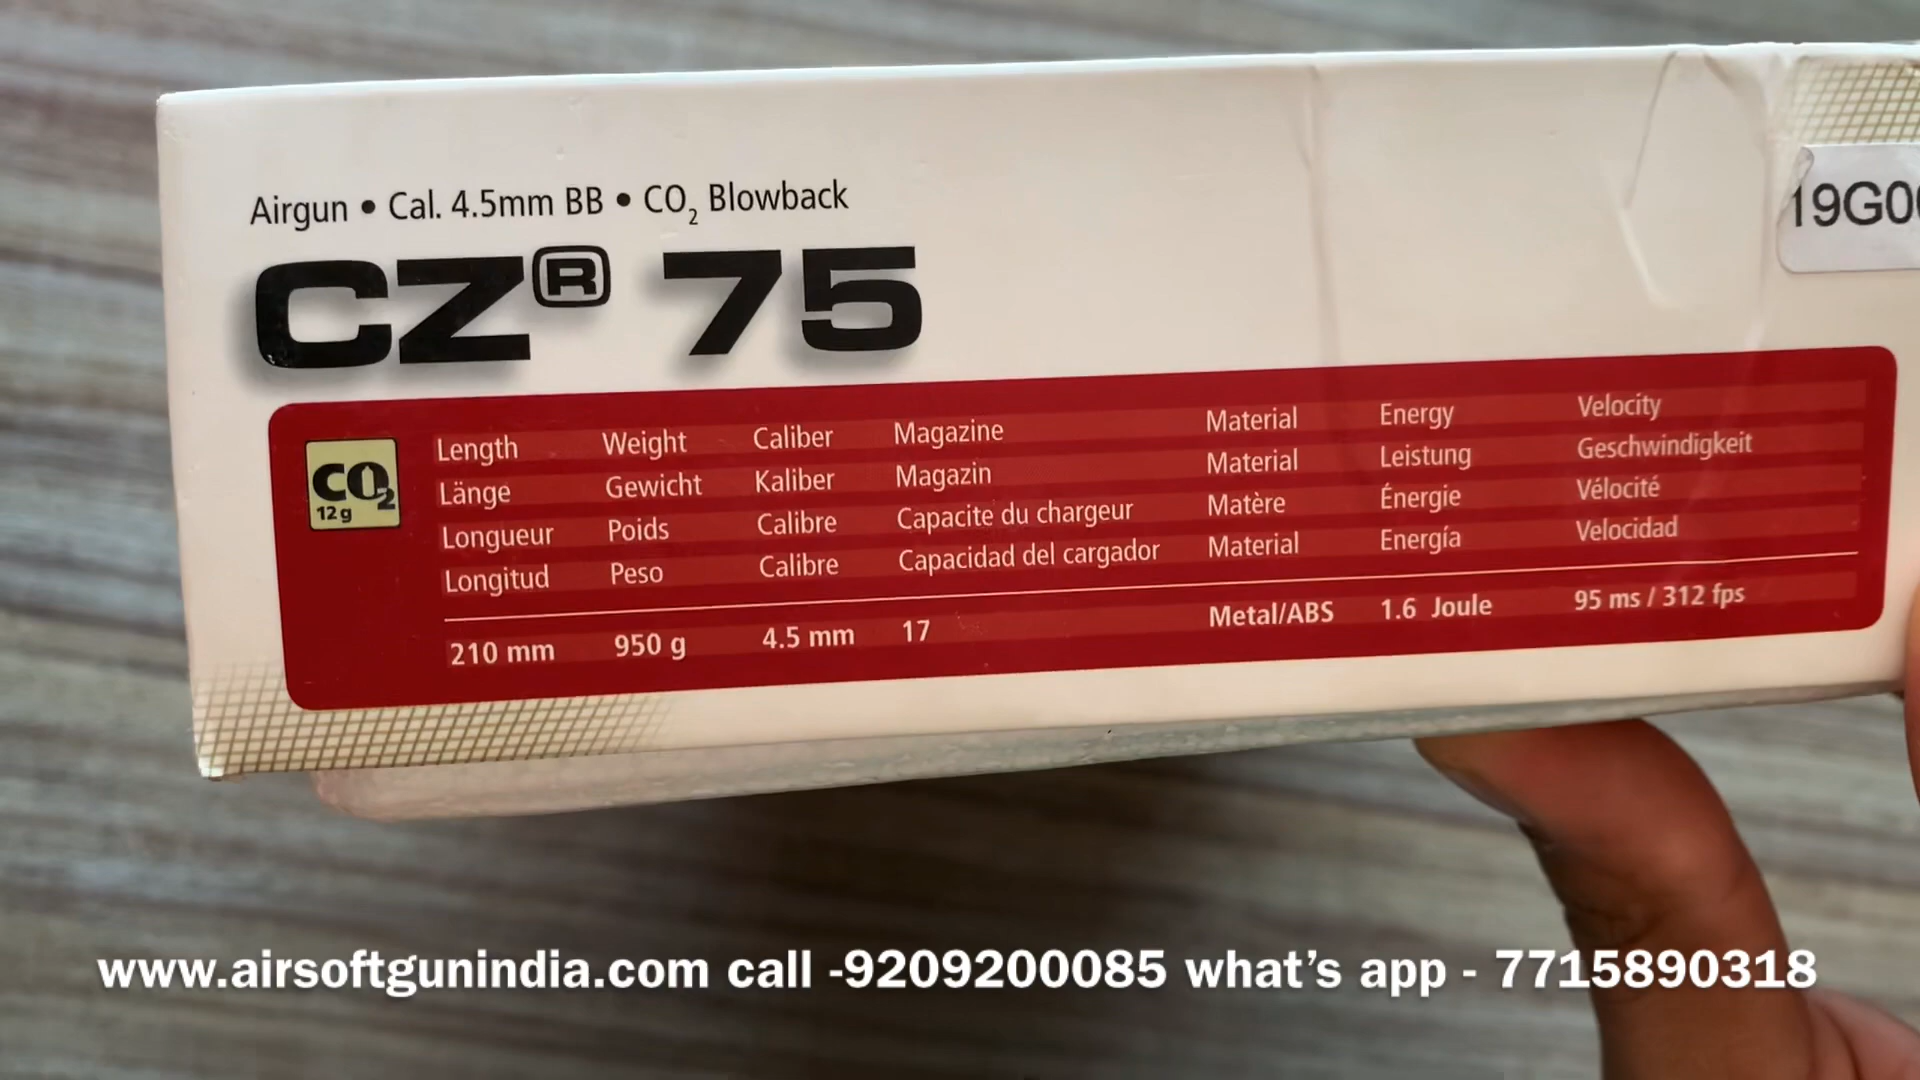 Airgun • Cal. 4.5mm BB • CO₂ Blowback
CZ® 75
19G0
CO₂
12g
Length Weight Caliber Magazine Material Energy Velocity
Länge Gewicht Kaliber Magazin Material Leistung Geschwindigkeit
Longueur Poids Calibre Capacite du chargeur Matère Énergie Vélocité
Longitud Peso Calibre Capacidad del cargador Material Energía Velocidad
210 mm 950 g 4.5 mm 17 Metal/ABS 1.6 Joule 95 ms / 312 fps
www.airsoftgunindia.com call -9209200085 what's app - 7715890318